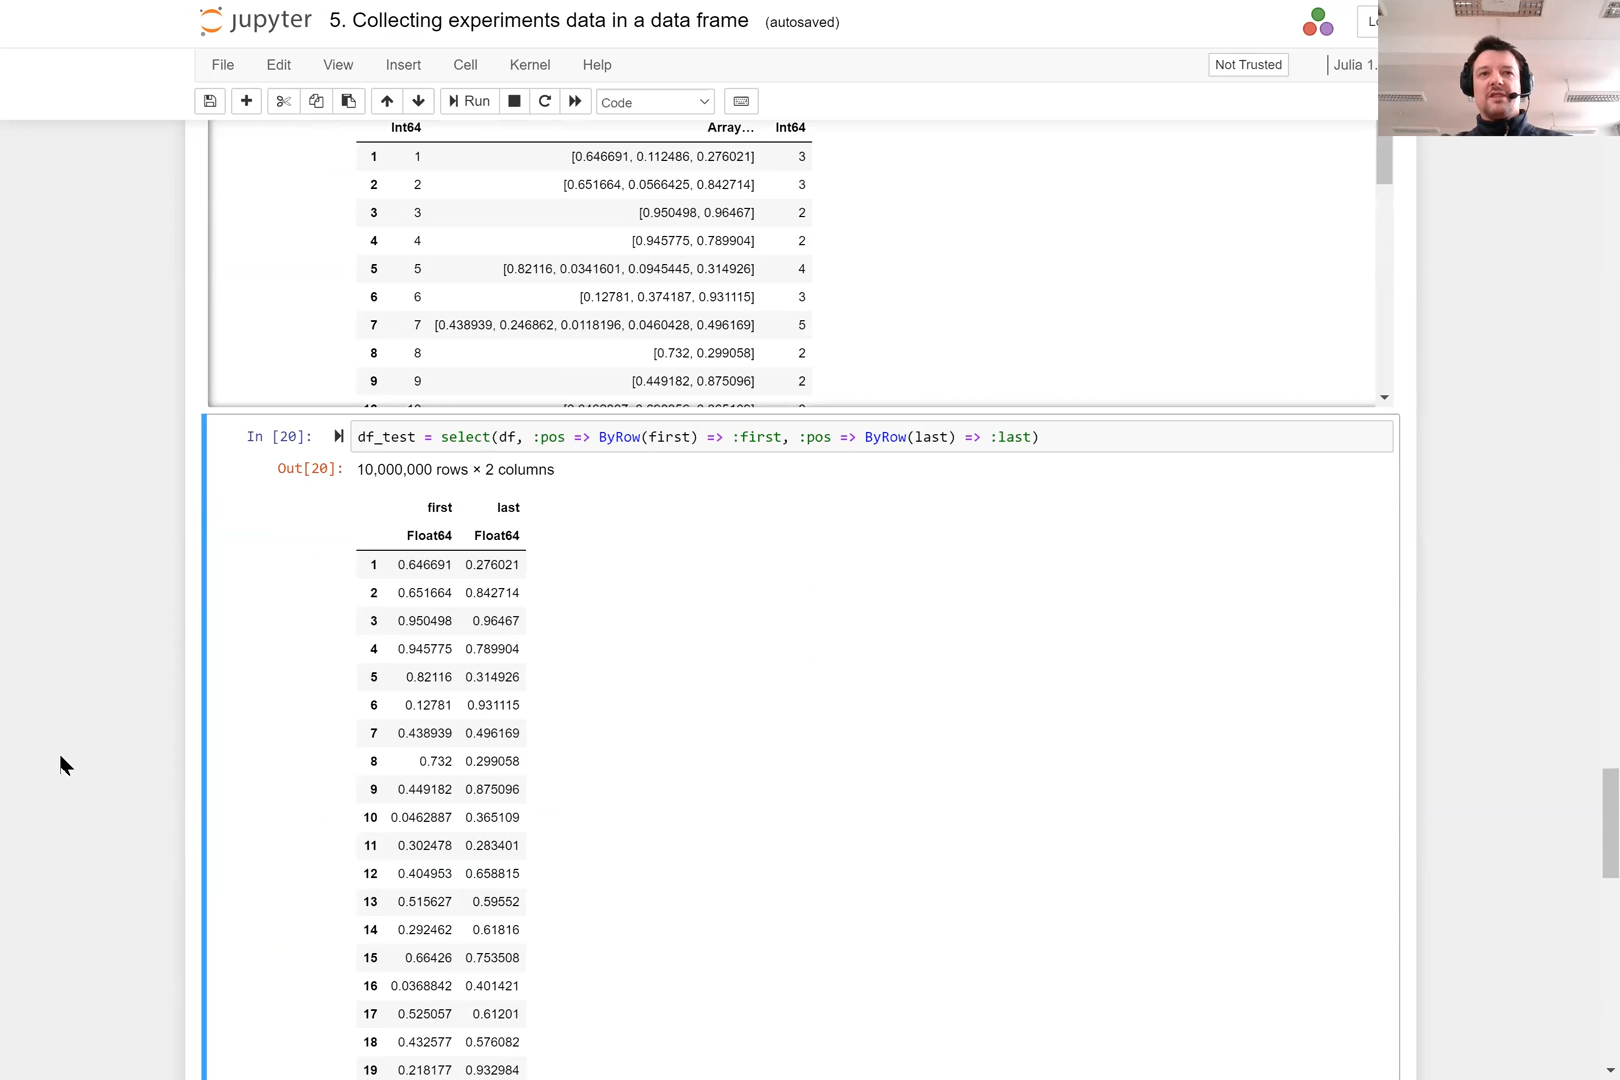 jupyter 5. Collecting experiments data in a data frame (autosaved)
File Edit View Insert Cell Kernel Help Not Trusted Julia 1.
Run Code
Int64 Array… Int64
1 1 [0.646691, 0.112486, 0.276021] 3
2 2 [0.651664, 0.0566425, 0.842714] 3
3 3 [0.950498, 0.96467] 2
4 4 [0.945775, 0.789904] 2
5 5 [0.82116, 0.0341601, 0.0945445, 0.314926] 4
6 6 [0.12781, 0.374187, 0.931115] 3
7 7 [0.438939, 0.246862, 0.0118196, 0.0460428, 0.496169] 5
8 8 [0.732, 0.299058] 2
9 9 [0.449182, 0.875096] 2
In [20]: df_test = select(df, :pos => ByRow(first) => :first, :pos => ByRow(last) => :last)
Out[20]: 10,000,000 rows × 2 columns
first last
Float64 Float64
1 0.646691 0.276021
2 0.651664 0.842714
3 0.950498 0.96467
4 0.945775 0.789904
5 0.82116 0.314926
6 0.12781 0.931115
7 0.438939 0.496169
8 0.732 0.299058
9 0.449182 0.875096
10 0.0462887 0.365109
11 0.302478 0.283401
12 0.404953 0.658815
13 0.515627 0.59552
14 0.292462 0.61816
15 0.66426 0.753508
16 0.0368842 0.401421
17 0.525057 0.61201
18 0.432577 0.576082
19 0.218177 0.932984